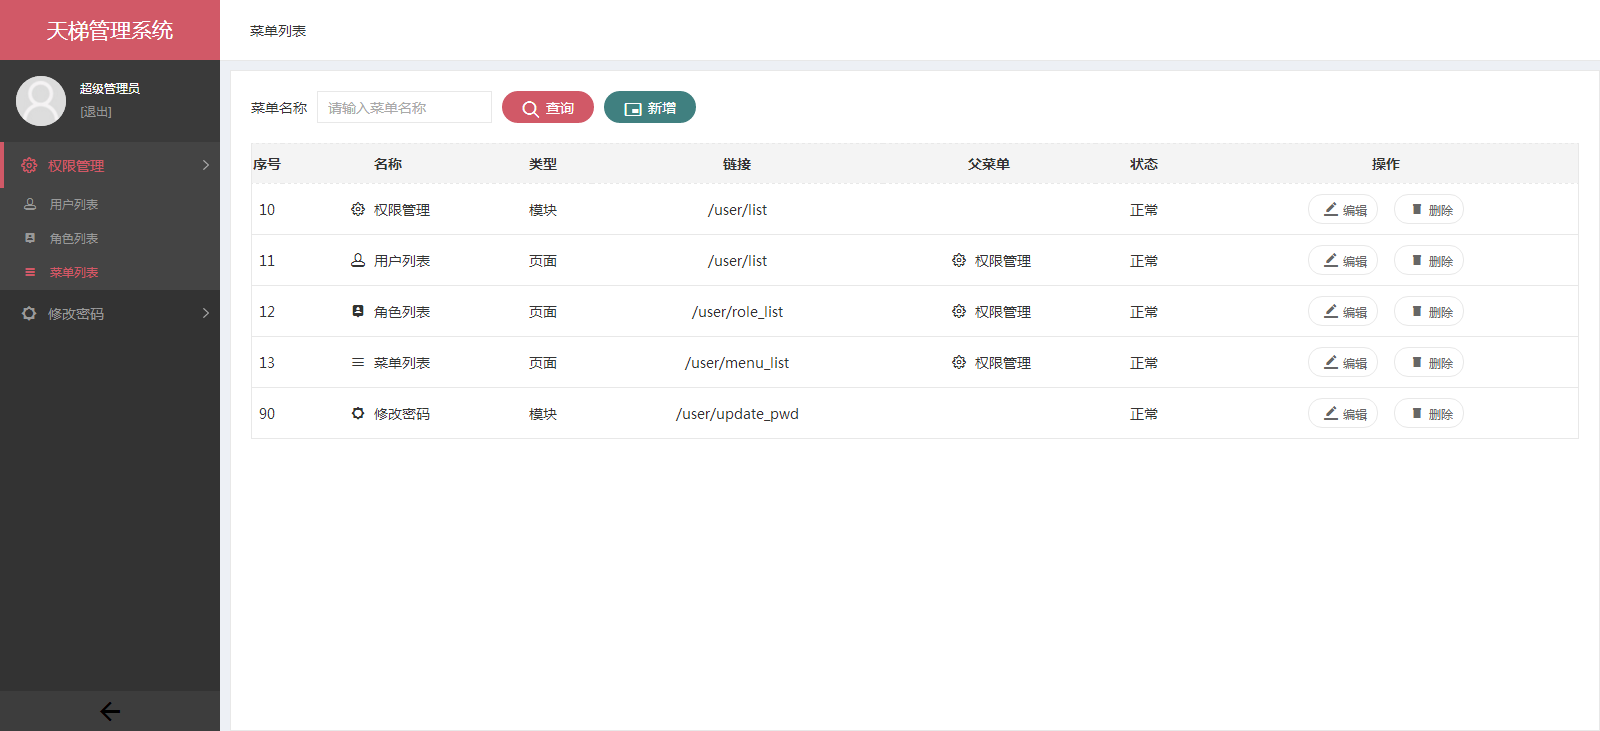 天梯管理系统
超级管理员
[退出]
权限管理
用户列表
角色列表
菜单列表
修改密码
菜单列表
菜单名称 请输入菜单名称 查询 新增
序号 名称 类型 链接 父菜单 状态 操作
10 权限管理 模块 /user/list 正常 编辑 删除
11 用户列表 页面 /user/list 权限管理 正常 编辑 删除
12 角色列表 页面 /user/role_list 权限管理 正常 编辑 删除
13 菜单列表 页面 /user/menu_list 权限管理 正常 编辑 删除
90 修改密码 模块 /user/update_pwd 正常 编辑 删除